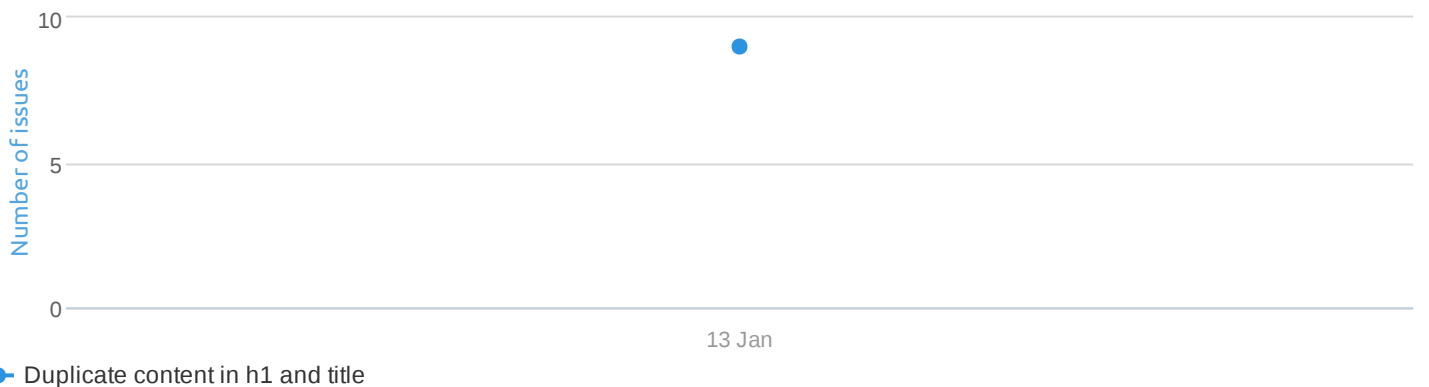 10
Number of issues
5
0
13 Jan
Duplicate content in h1 and title